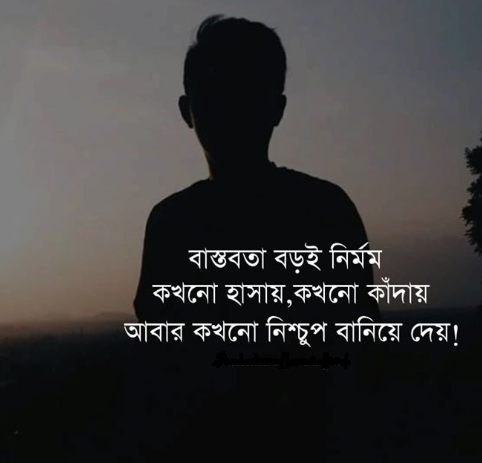 বাস্তবতা বড়ই নির্মম
কখনো হাসায়,কখনো কাঁদায়
আবার কখনো নিশ্চুপ বানিয়ে দেয়!